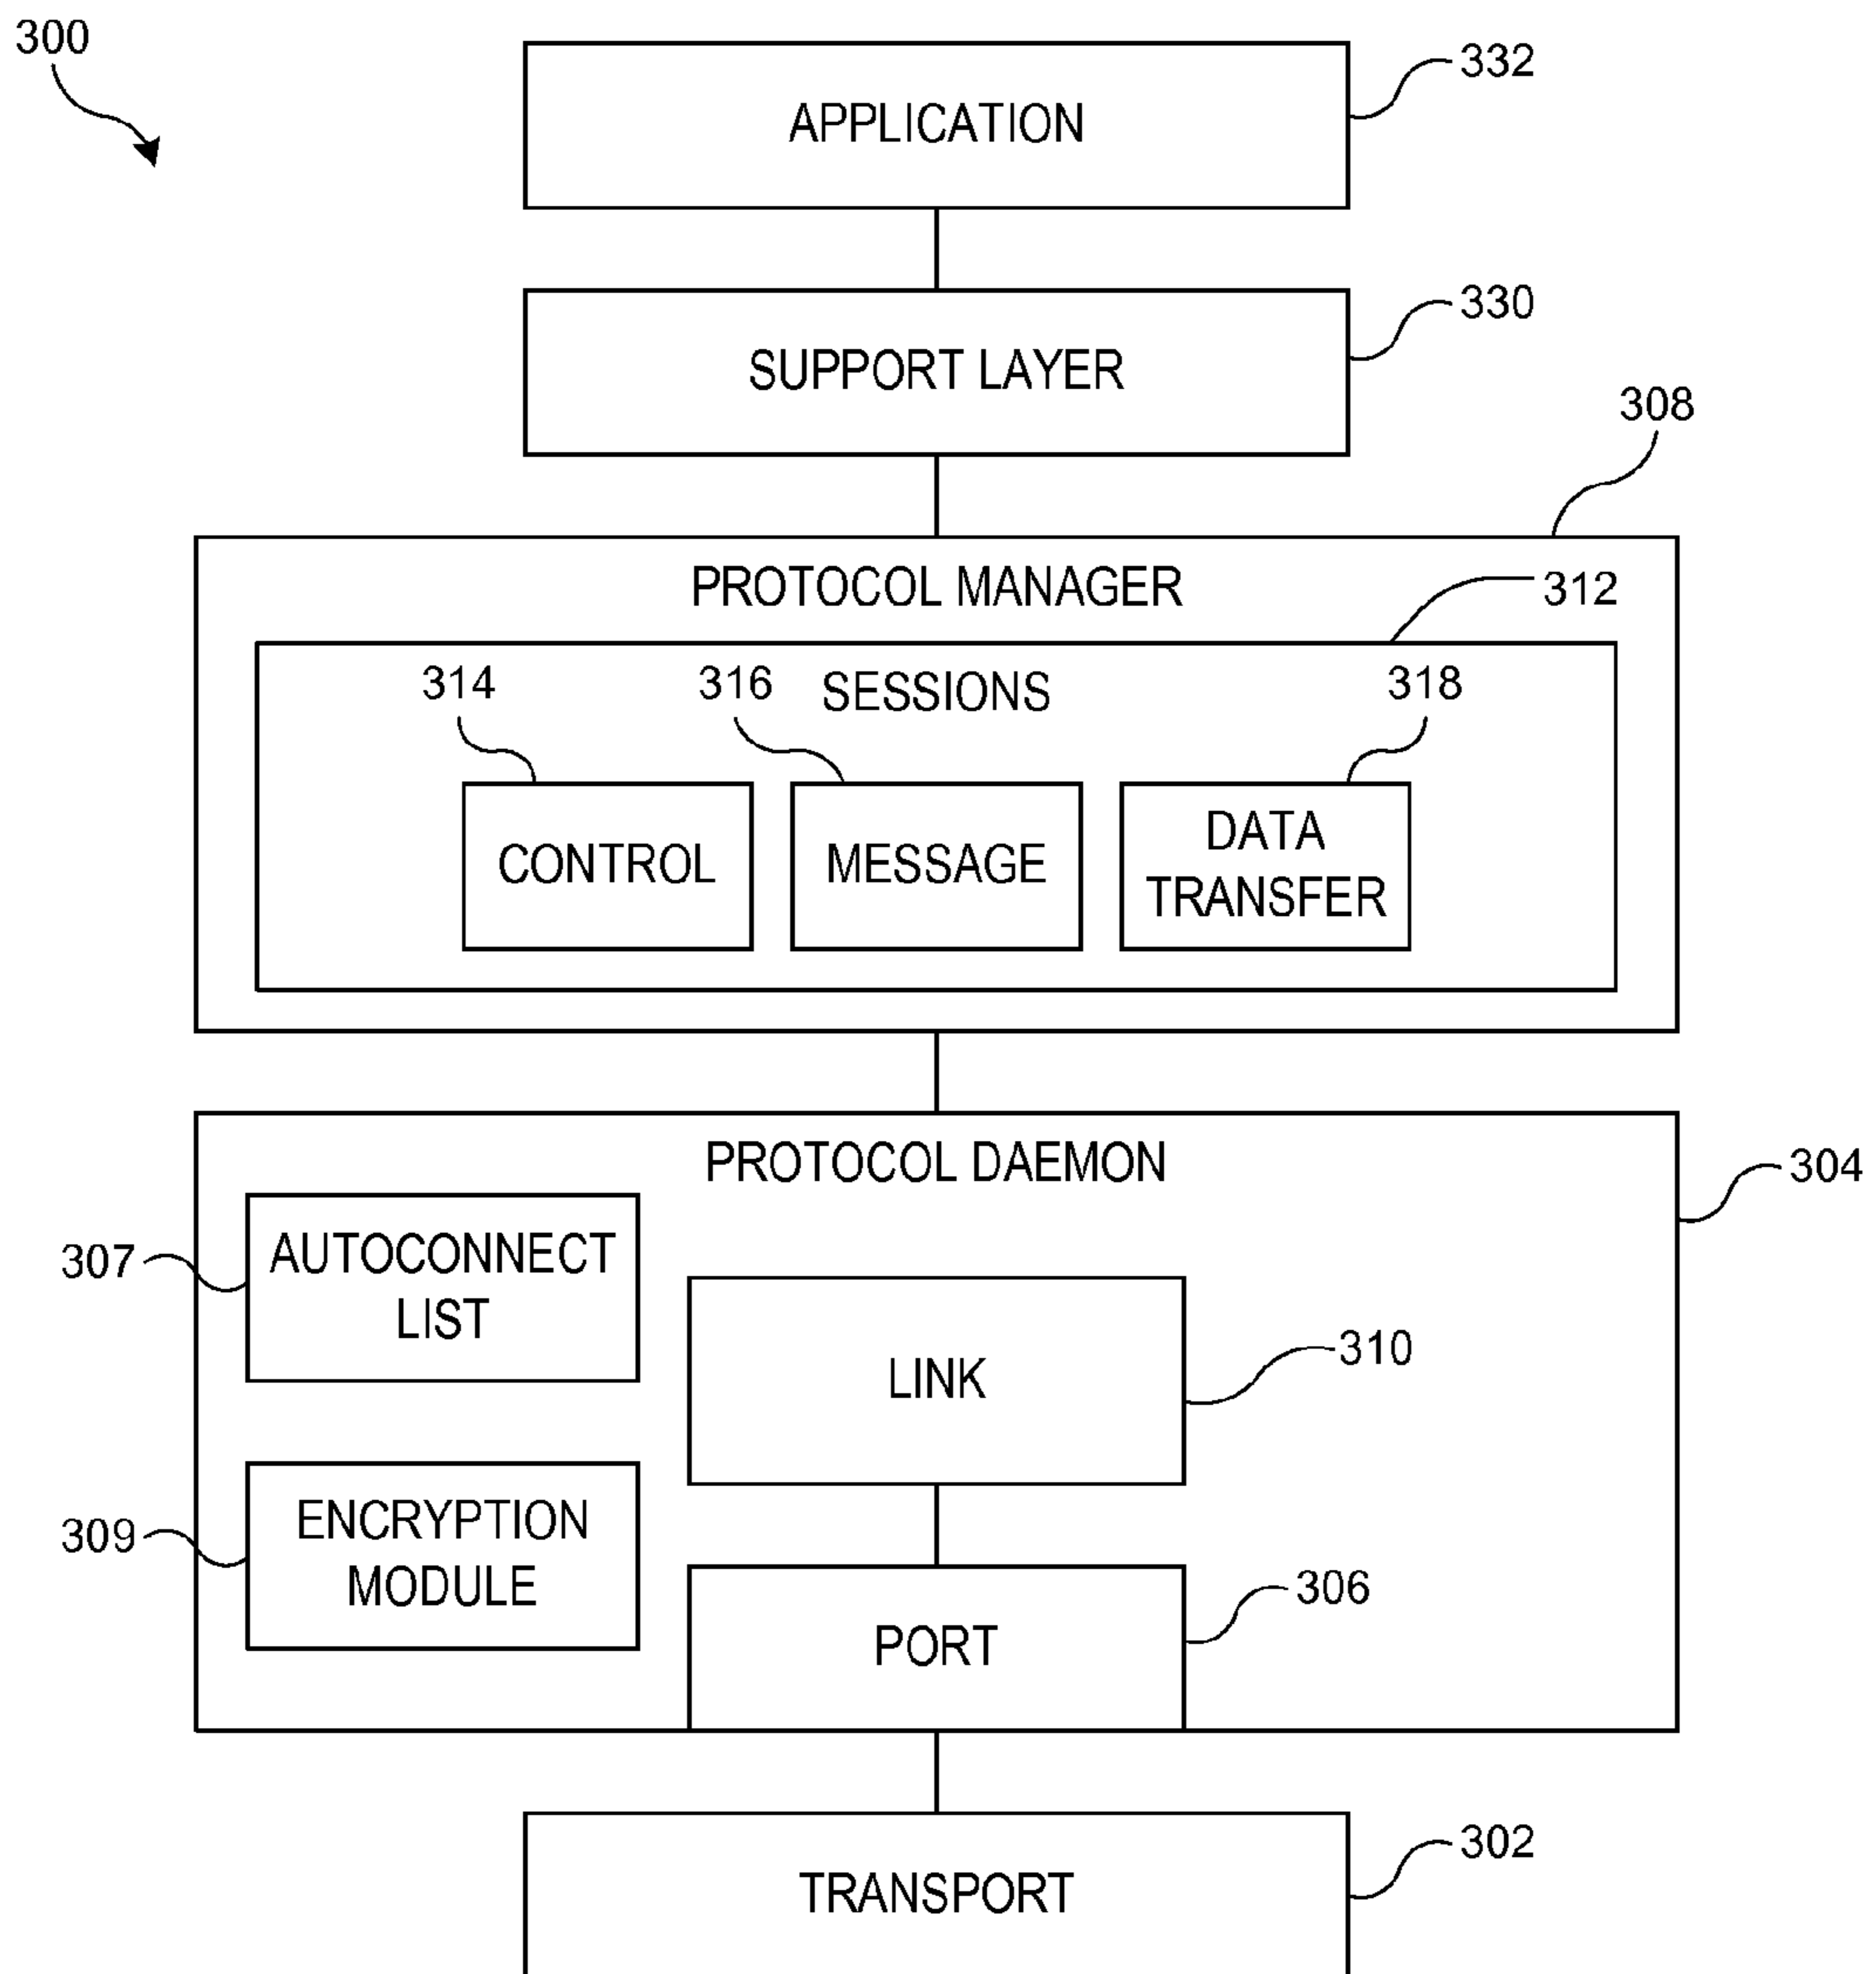 300
APPLICATION
332
SUPPORT LAYER
330
308
PROTOCOL MANAGER
312
314
316
SESSIONS
318
CONTROL
MESSAGE
DATA
TRANSFER
PROTOCOL DAEMON
304
307
AUTOCONNECT
LIST
LINK
310
309
ENCRYPTION
MODULE
306
PORT
302
TRANSPORT